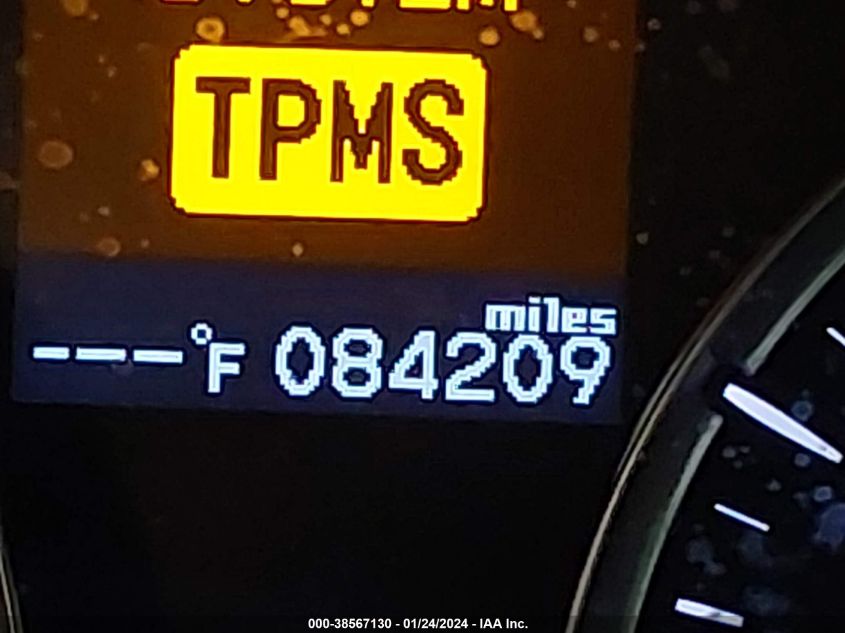 TPMS
miles
---°F 084209
000-38567130 - 01/24/2024 - IAA Inc.